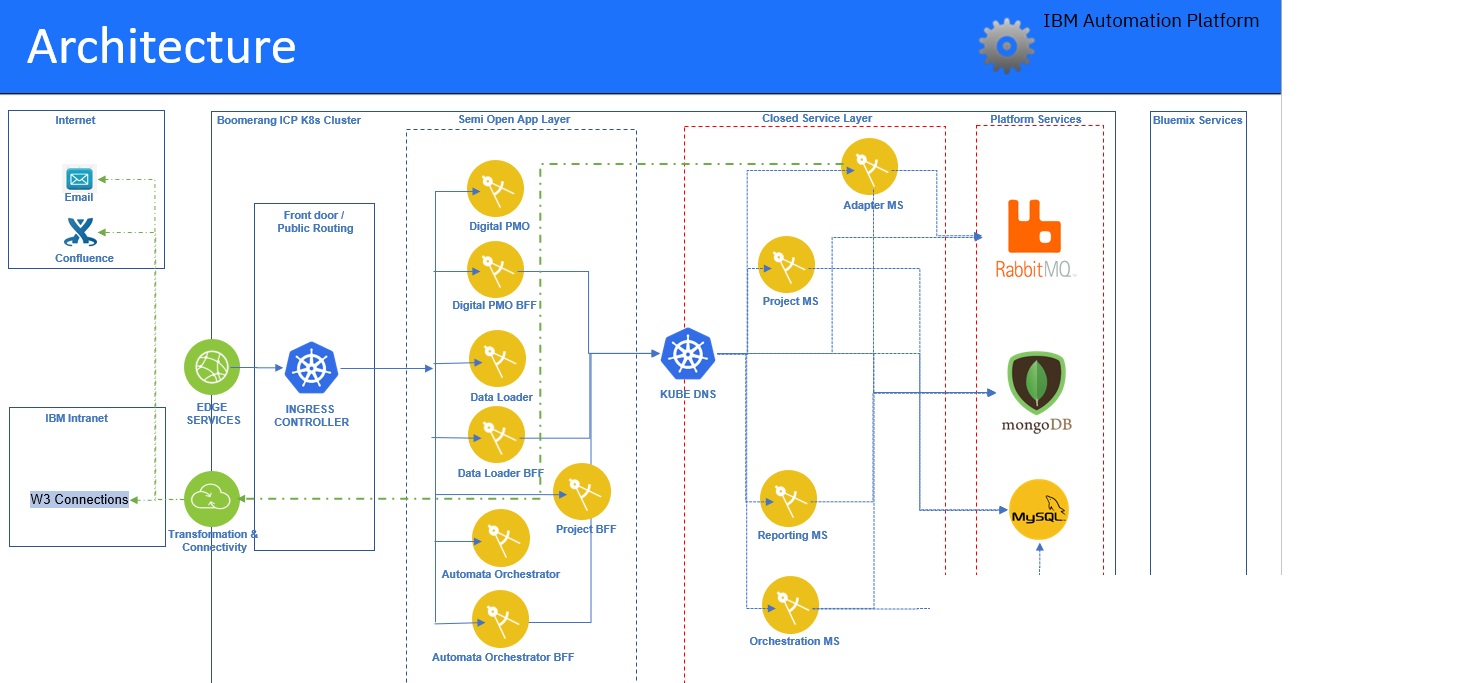 Architecture
IBM Automation Platform
Internet
Email
Confluence
IBM Intranet
W3 Connections
Boomerang ICP K8s Cluster
EDGE
SERVICES
Transformation &
Connectivity
Front door /
Public Routing
INGRESS
CONTROLLER
Semi Open App Layer
Digital PMO
Digital PMO BFF
Data Loader
Data Loader BFF
Project BFF
Automata Orchestrator
Automata Orchestrator BFF
KUBE DNS
Closed Service Layer
Adapter MS
Project MS
Reporting MS
Orchestration MS
Platform Services
RabbitMQ
mongoDB
MySQL
Bluemix Services